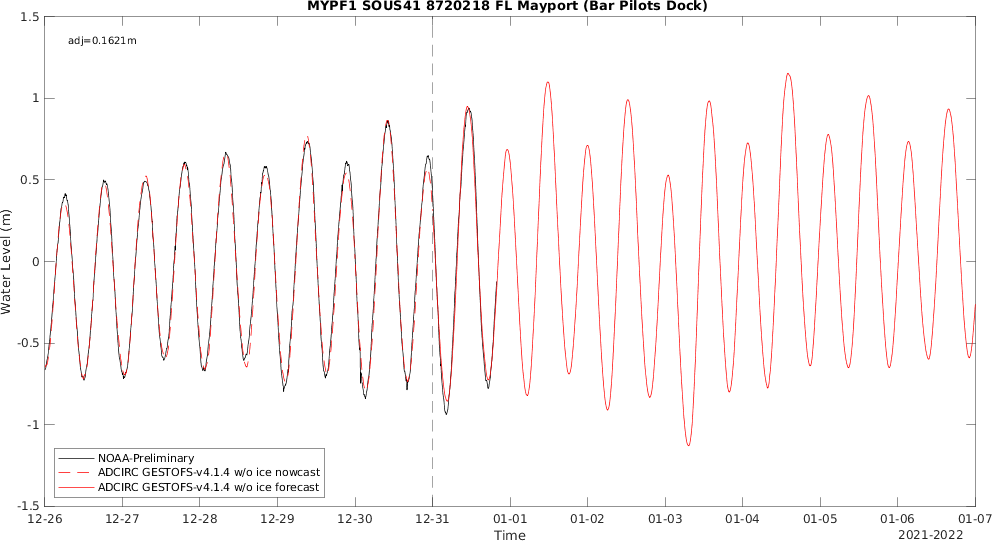 MYPF1 SOUS41 8720218 FL Mayport (Bar Pilots Dock)
1.5
adj=0.1621m
1
0.5
0
-0.5
-1
-1.5
Water Level (m)
NOAA-Preliminary
ADCIRC GESTOFS-v4.1.4 w/o ice nowcast
ADCIRC GESTOFS-v4.1.4 w/o ice forecast
12-26 12-27 12-28 12-29 12-30 12-31 01-01 01-02 01-03 01-04 01-05 01-06 01-07
Time
2021-2022